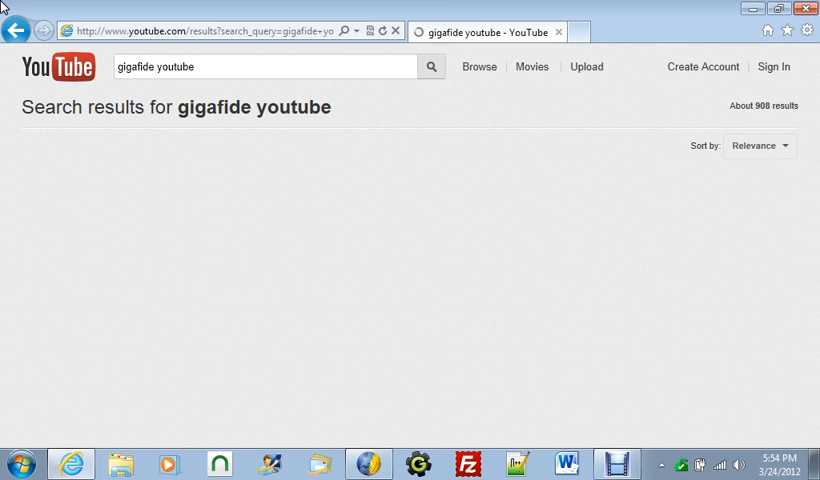 http://www.youtube.com/results?search_query=gigafide+yo
gigafide youtube - YouTube
YouTube
gigafide youtube
Browse
Movies
Upload
Create Account
Sign In
Search results for gigafide youtube
About 908 results
Sort by:
Relevance
n
G
FZ
W
5:54 PM
3/24/2012